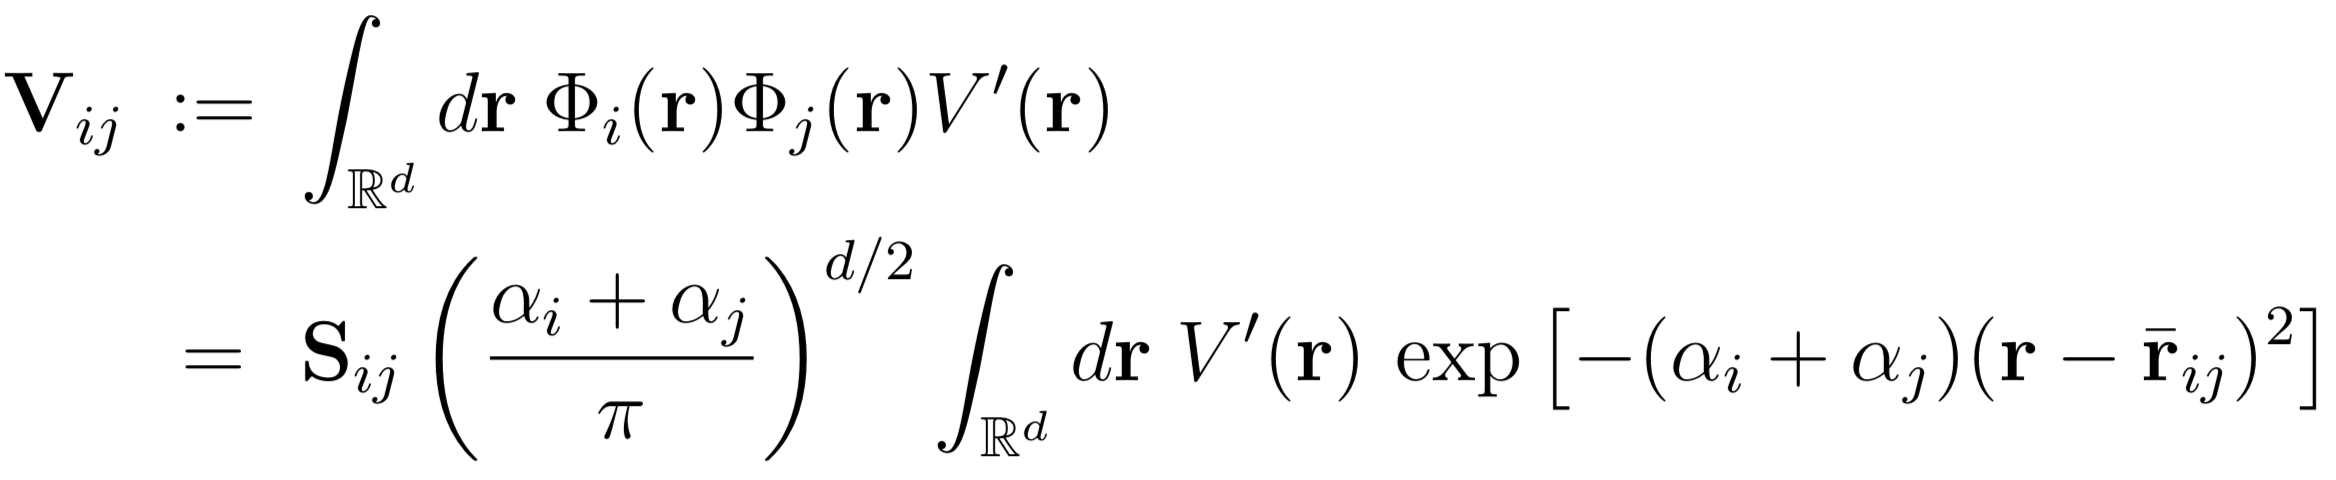 $\mathbf{V}_{ij} := \int_{\mathbb{R}^d} d\mathbf{r}\ \Phi_i(\mathbf{r})\Phi_j(\mathbf{r})V'(\mathbf{r})$
$= \mathbf{S}_{ij} \left(\frac{\alpha_i + \alpha_j}{\pi}\right)^{d/2} \int_{\mathbb{R}^d} d\mathbf{r}\ V'(\mathbf{r})\ \exp\left[-(\alpha_i + \alpha_j)(\mathbf{r} - \bar{\mathbf{r}}_{ij})^2\right]$